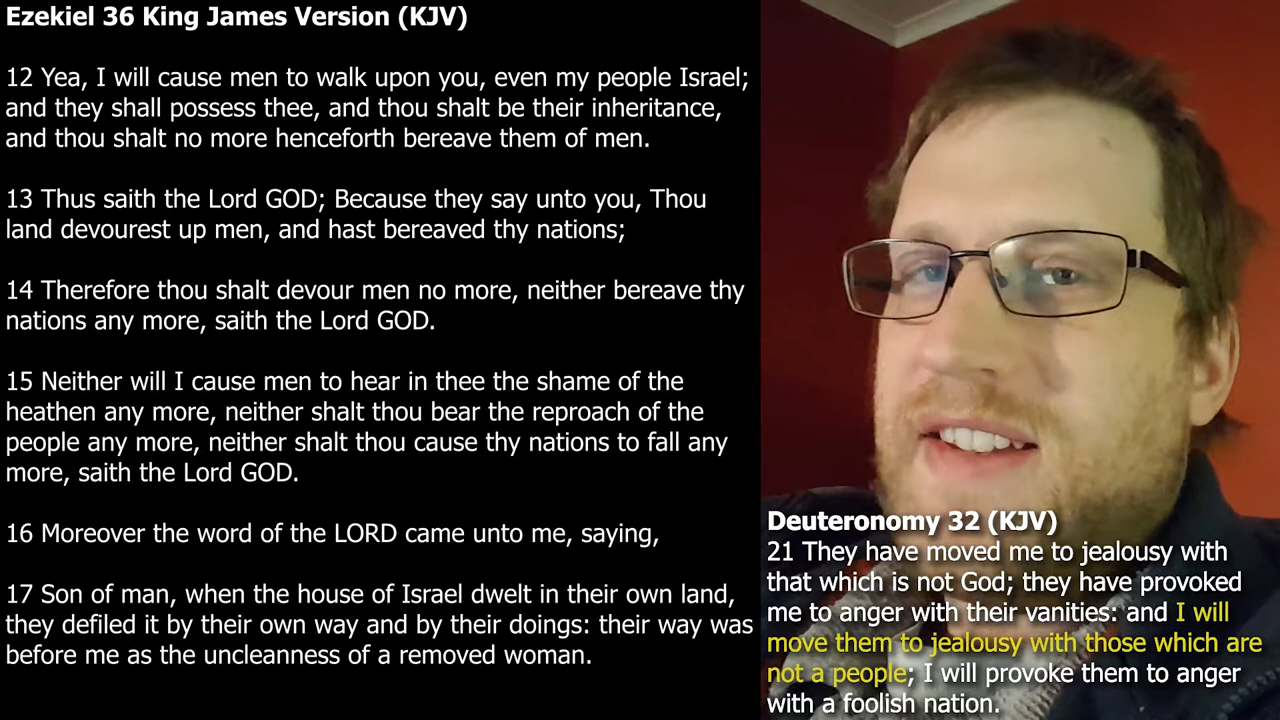 Ezekiel 36 King James Version (KJV)
12 Yea, I will cause men to walk upon you, even my people Israel;
and they shall possess thee, and thou shalt be their inheritance,
and thou shalt no more henceforth bereave them of men.
13 Thus saith the Lord GOD; Because they say unto you, Thou
land devourest up men, and hast bereaved thy nations;
14 Therefore thou shalt devour men no more, neither bereave thy
nations any more, saith the Lord GOD.
15 Neither will I cause men to hear in thee the shame of the
heathen any more, neither shalt thou bear the reproach of the
people any more, neither shalt thou cause thy nations to fall any
more, saith the Lord GOD.
16 Moreover the word of the LORD came unto me, saying,
17 Son of man, when the house of Israel dwelt in their own land,
they defiled it by their own way and by their doings: their way was
before me as the uncleanness of a removed woman.
Deuteronomy 32 (KJV)
21 They have moved me to jealousy with
that which is not God; they have provoked
me to anger with their vanities: and I will
move them to jealousy with those which are
not a people; I will provoke them to anger
with a foolish nation.